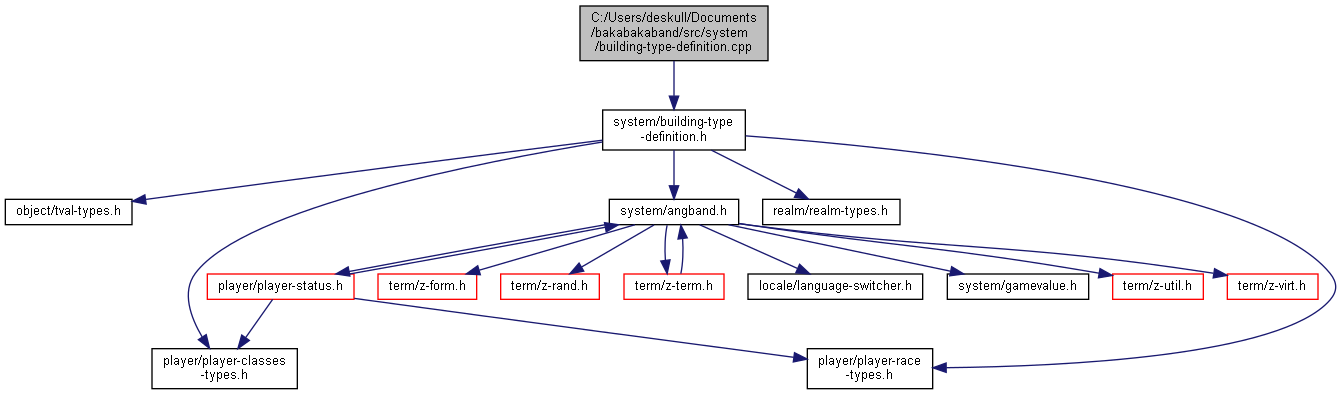 C:/Users/deskull/Documents
/bakabakaband/src/system
/building-type-definition.cpp
system/building-type
-definition.h
object/tval-types.h
system/angband.h
realm/realm-types.h
player/player-status.h
term/z-form.h
term/z-rand.h
term/z-term.h
locale/language-switcher.h
system/gamevalue.h
term/z-util.h
term/z-virt.h
player/player-classes
-types.h
player/player-race
-types.h